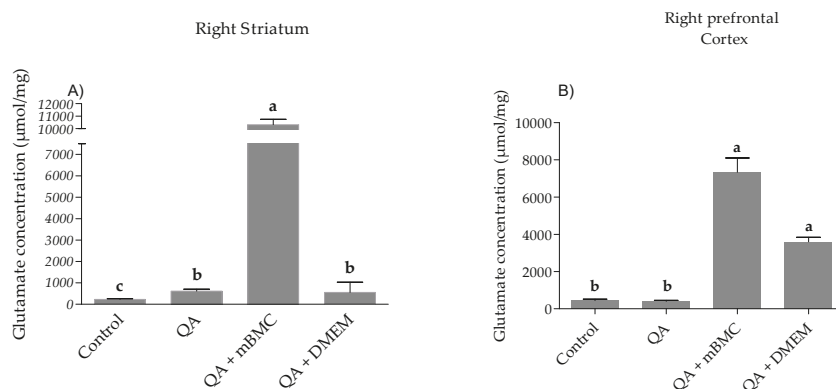 Right Striatum
A)
Glutamate concentration (μmol/mg)
12000
11000
10000
7000
6000
5000
4000
3000
2000
1000
0
c
b
a
b
Control
QA
QA + mBMC
QA + DMEM
Right prefrontal
Cortex
B)
Glutamate concentration (μmol/mg)
10000
8000
6000
4000
2000
0
b
b
a
a
Control
QA
QA + mBMC
QA + DMEM